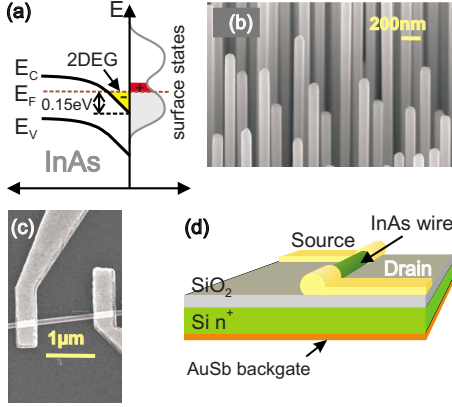 (a)
E
E_C
2DEG
E_F
−
+
0.15eV
E_V
InAs
surface states
(b)
200nm
(c)
1µm
(d)
InAs wire
Source
Drain
SiO₂
Si n⁺
AuSb backgate